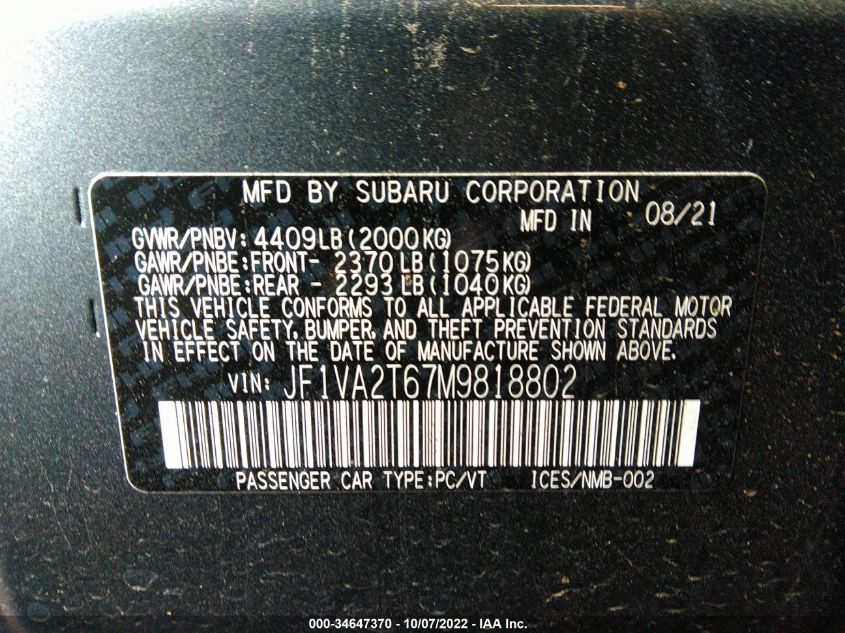 MFD BY SUBARU CORPORATION
MFD IN 08/21
GVWR/PNBV: 4409LB(2000KG)
GAWR/PNBE:FRONT- 2370LB(1075KG)
GAWR/PNBE:REAR - 2293LB(1040KG)
THIS VEHICLE CONFORMS TO ALL APPLICABLE FEDERAL MOTOR
VEHICLE SAFETY, BUMPER, AND THEFT PREVENTION STANDARDS
IN EFFECT ON THE DATE OF MANUFACTURE SHOWN ABOVE.
VIN: JF1VA2T67M9818802
PASSENGER CAR TYPE:PC/VT ICES/NMB-002
000-34647370 - 10/07/2022 - IAA Inc.